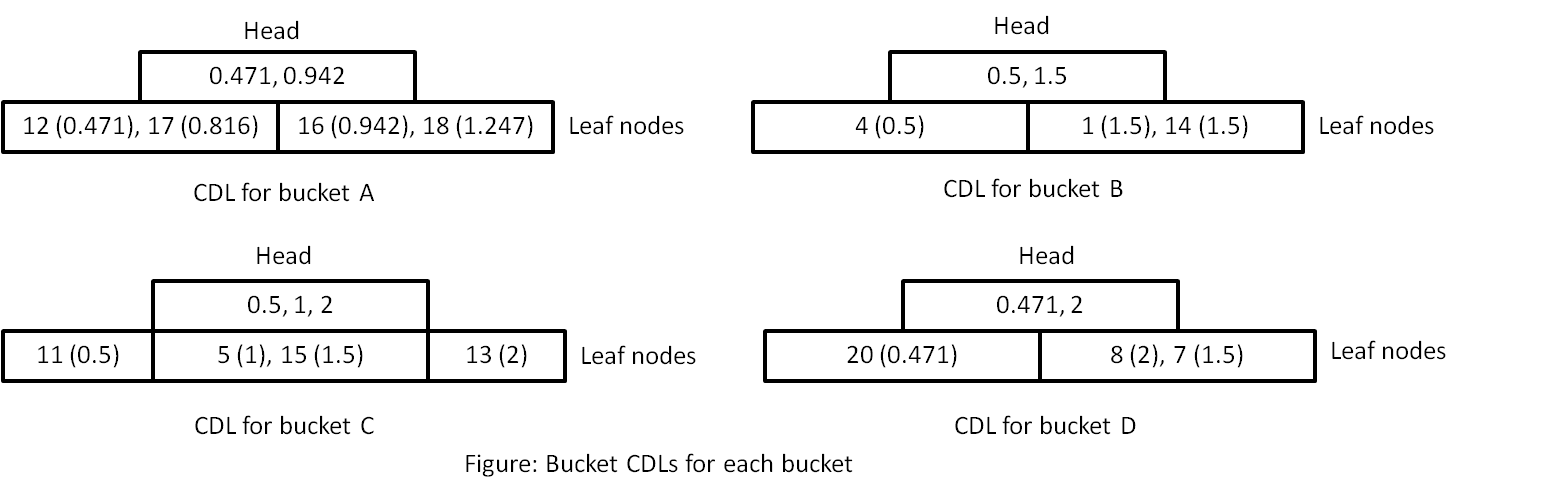 Head
0.471, 0.942
12 (0.471), 17 (0.816) 16 (0.942), 18 (1.247) Leaf nodes
CDL for bucket A
Head
0.5, 1.5
4 (0.5) 1 (1.5), 14 (1.5) Leaf nodes
CDL for bucket B
Head
0.5, 1, 2
11 (0.5) 5 (1), 15 (1.5) 13 (2) Leaf nodes
CDL for bucket C
Head
0.471, 2
20 (0.471) 8 (2), 7 (1.5) Leaf nodes
CDL for bucket D
Figure: Bucket CDLs for each bucket